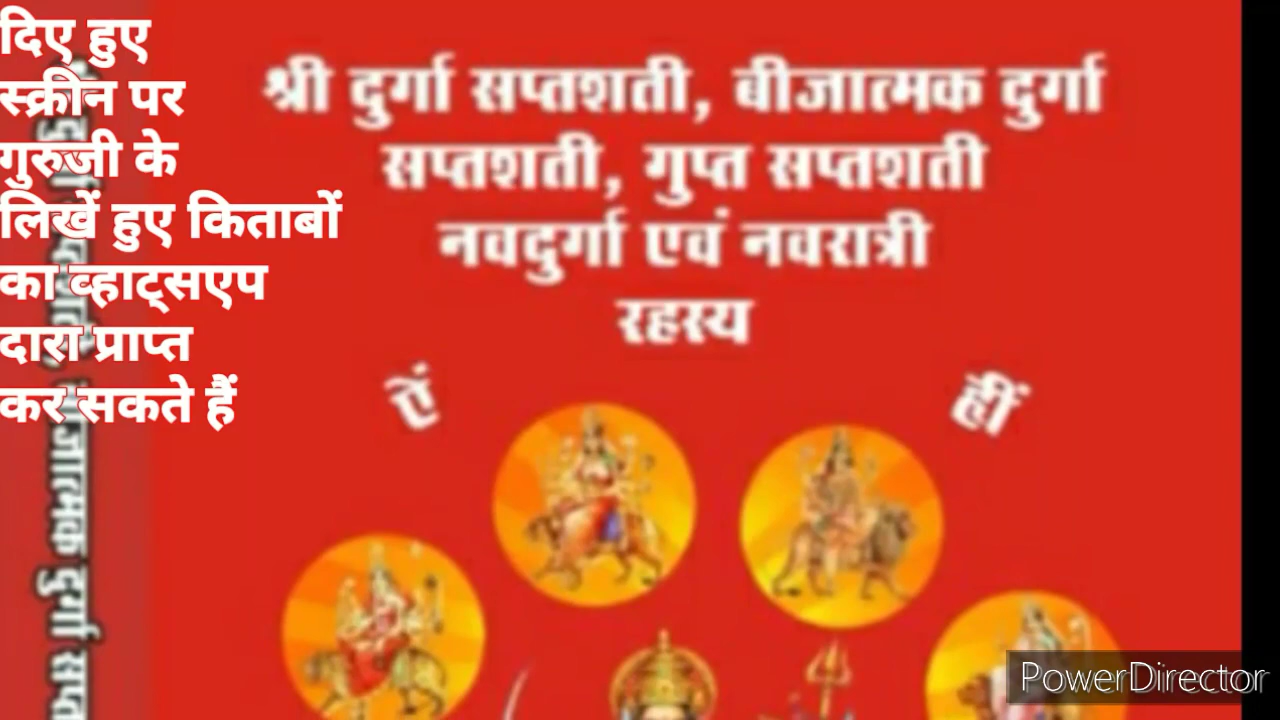 दिए हुए
स्क्रीन पर
गुरुजी के
लिखें हुए किताबों
का व्हाट्सएप
दारा प्राप्त
कर सकते हैं
श्री दुर्गा सप्तशती, बीजात्मक दुर्गा
सप्तशती, गुप्त सप्तशती
नवदुर्गा एवं नवरात्री
रहस्य
ऐं
हीं
PowerDirector